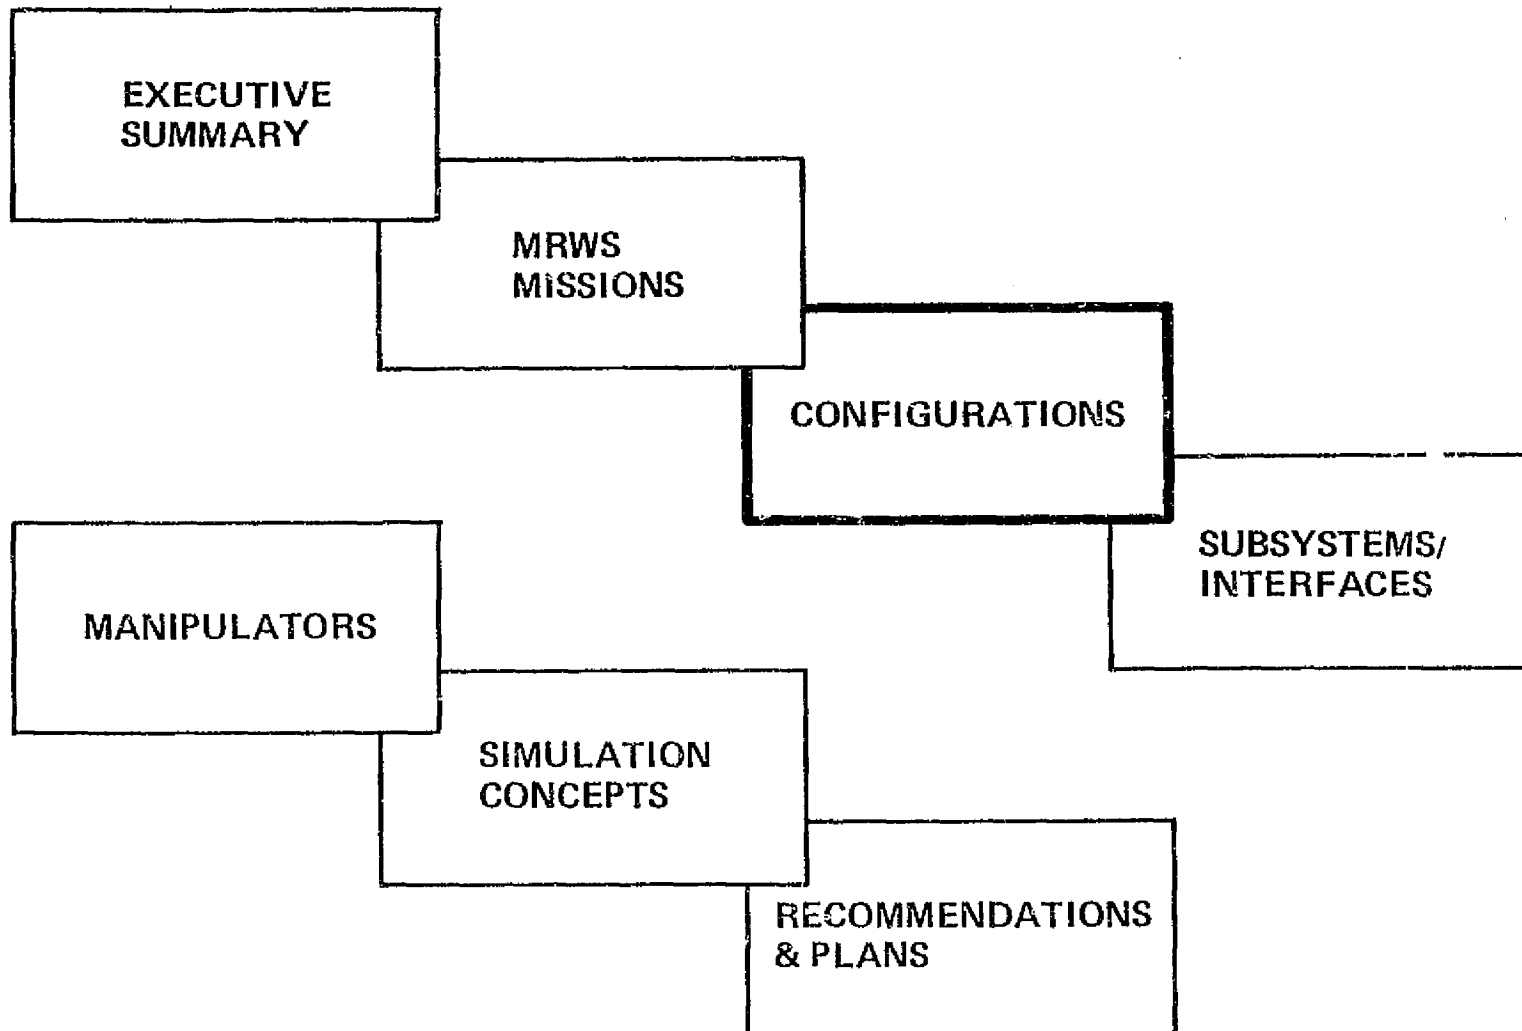 EXECUTIVE
SUMMARY
MRWS
MISSIONS
CONFIGURATIONS
SUBSYSTEMS/
INTERFACES
MANIPULATORS
SIMULATION
CONCEPTS
RECOMMENDATIONS
& PLANS